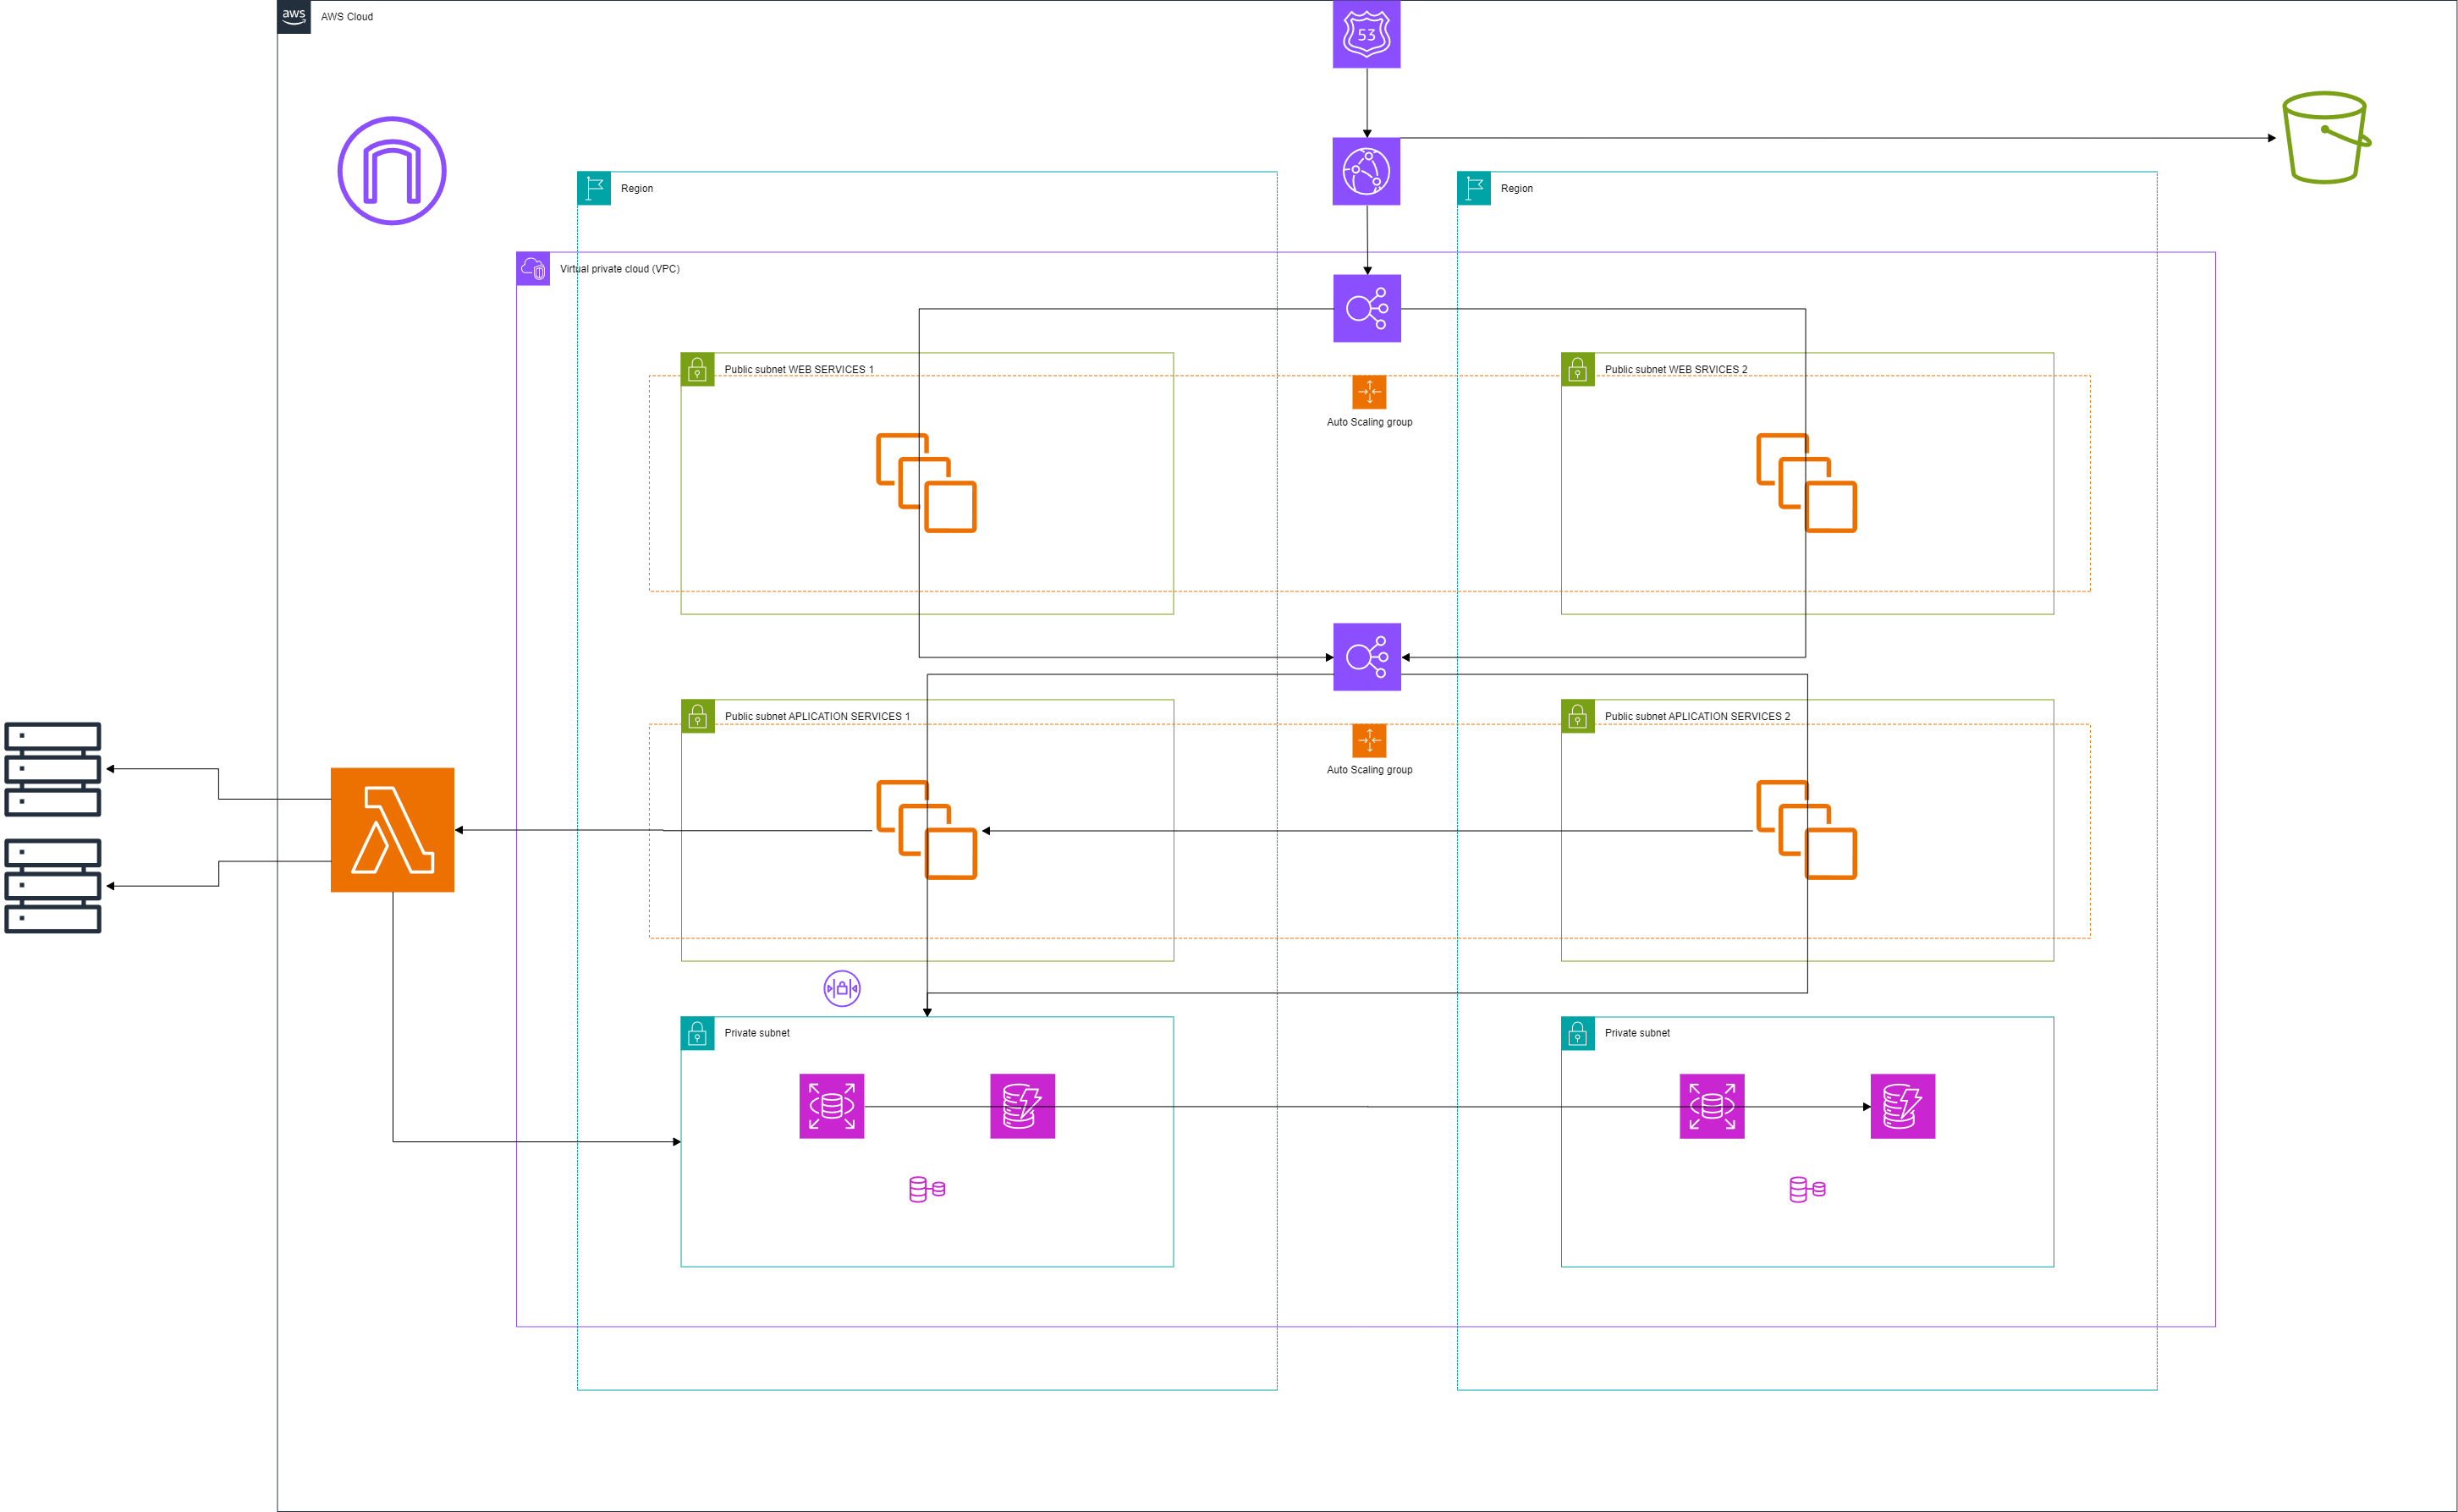 aws
AWS Cloud
53
Region
Region
Virtual private cloud (VPC)
Public subnet WEB SERVICES 1
Public subnet WEB SRVICES 2
Auto Scaling group
Public subnet APLICATION SERVICES 1
Public subnet APLICATION SERVICES 2
Auto Scaling group
Private subnet
Private subnet